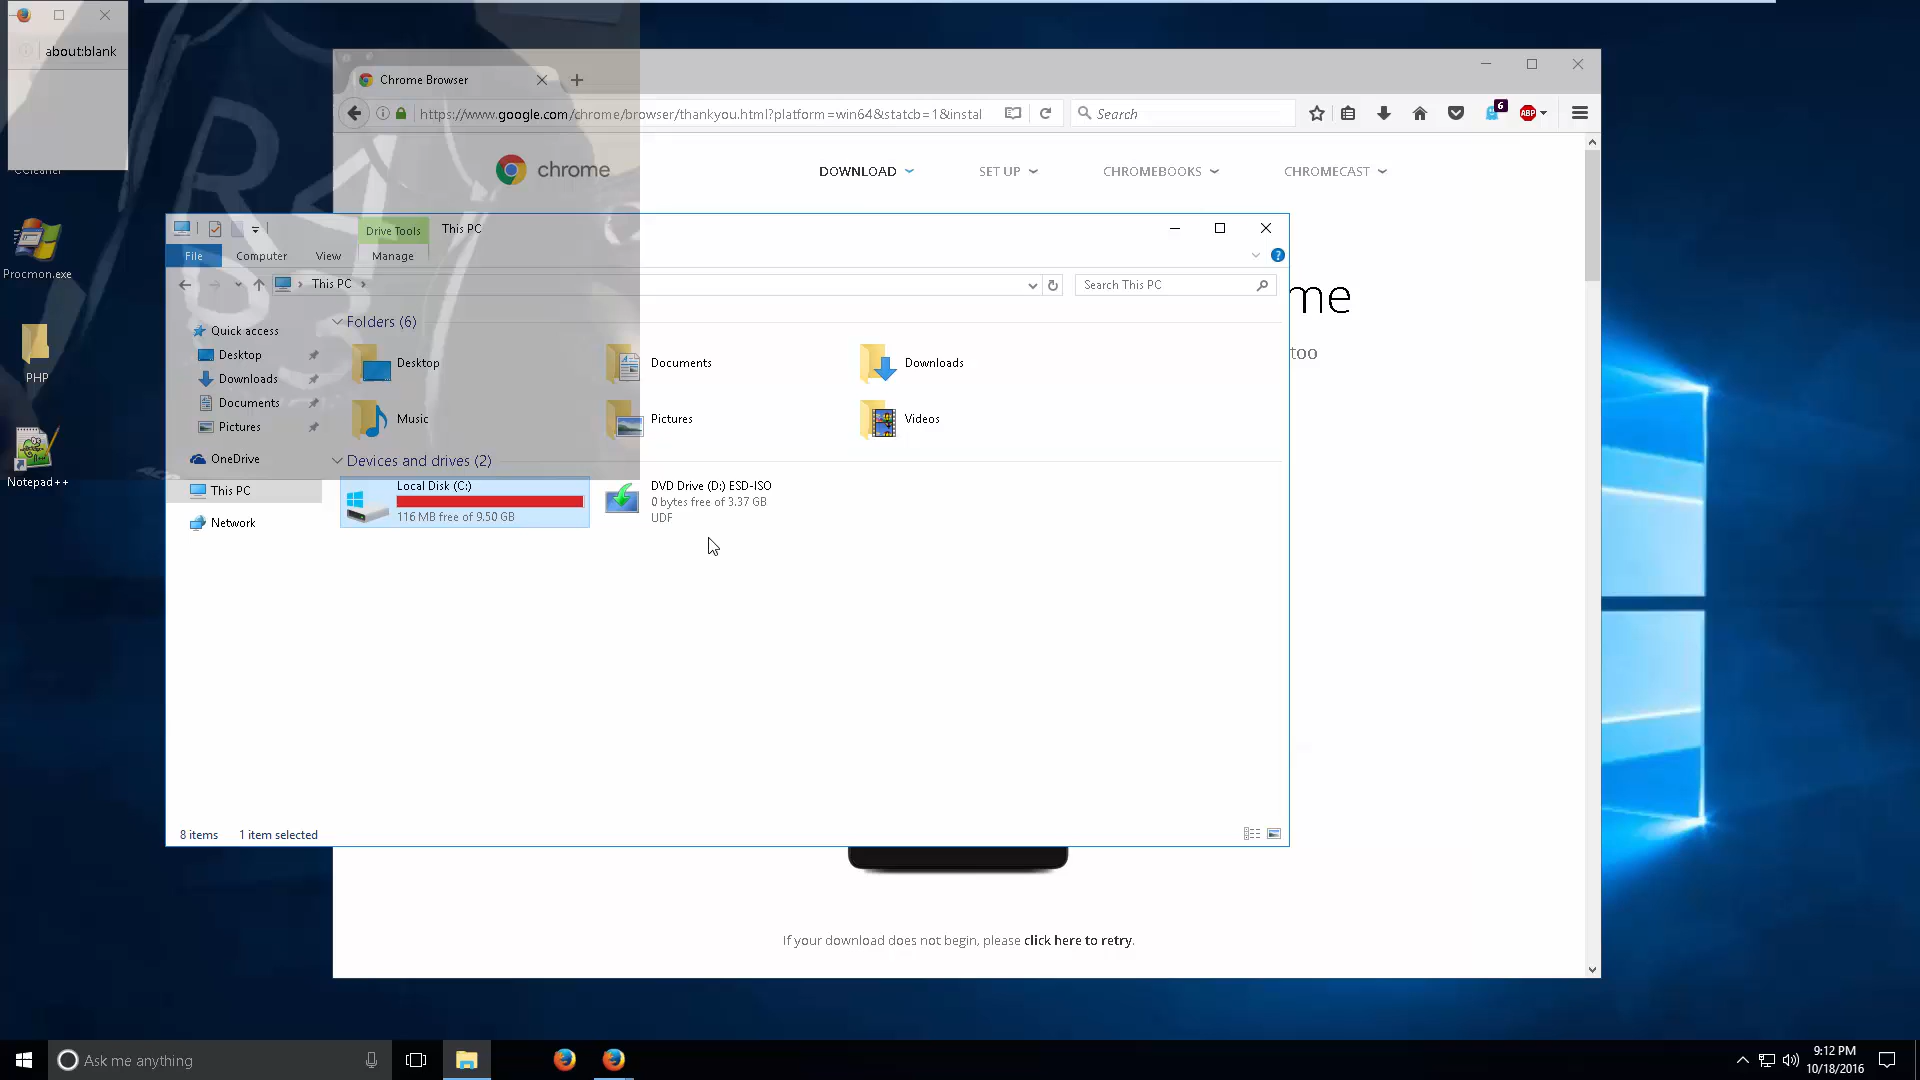 about:blank
Chrome Browser
https://www.google.com/chrome/browser/thankyou.html?platform=win64&statcb=1&instal
Search
6
ABP
chrome
DOWNLOAD
SET UP
CHROMEBOOKS
CHROMECAST
CCleaner
Procmon.exe
PHP
Notepad++
Drive Tools
This PC
File
Computer
View
Manage
This PC
Search This PC
me
too
Quick access
Desktop
Downloads
Documents
Pictures
OneDrive
This PC
Network
Folders (6)
Desktop
Documents
Downloads
Music
Pictures
Videos
Devices and drives (2)
Local Disk (C:)
116 MB free of 9.50 GB
DVD Drive (D:) ESD-ISO
0 bytes free of 3.37 GB
UDF
8 items
1 item selected
If your download does not begin, please click here to retry.
Ask me anything
9:12 PM
10/18/2016